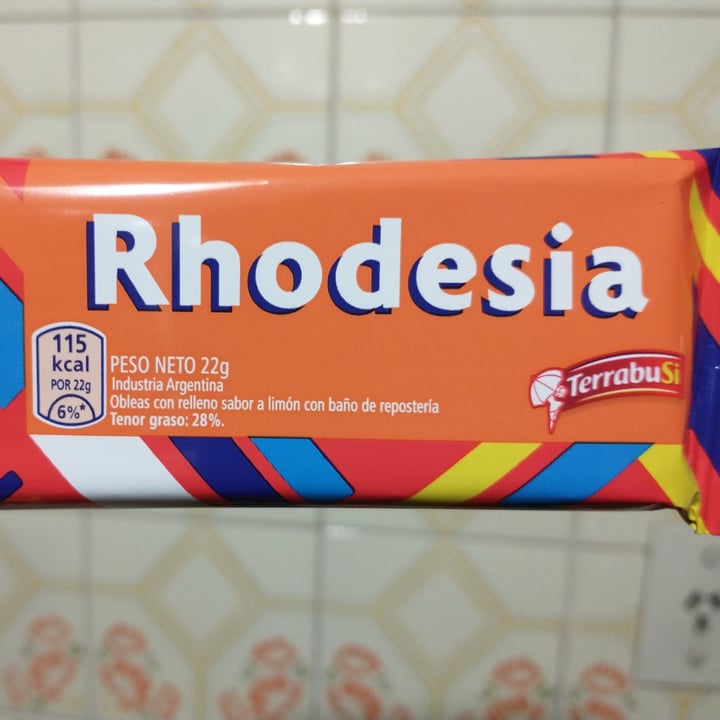 Rhodesia
115
kcal
POR 22g
6%*
PESO NETO 22g
Industria Argentina
Obleas con relleno sabor a limón con baño de repostería
Tenor graso: 28%.
TerrabuSi